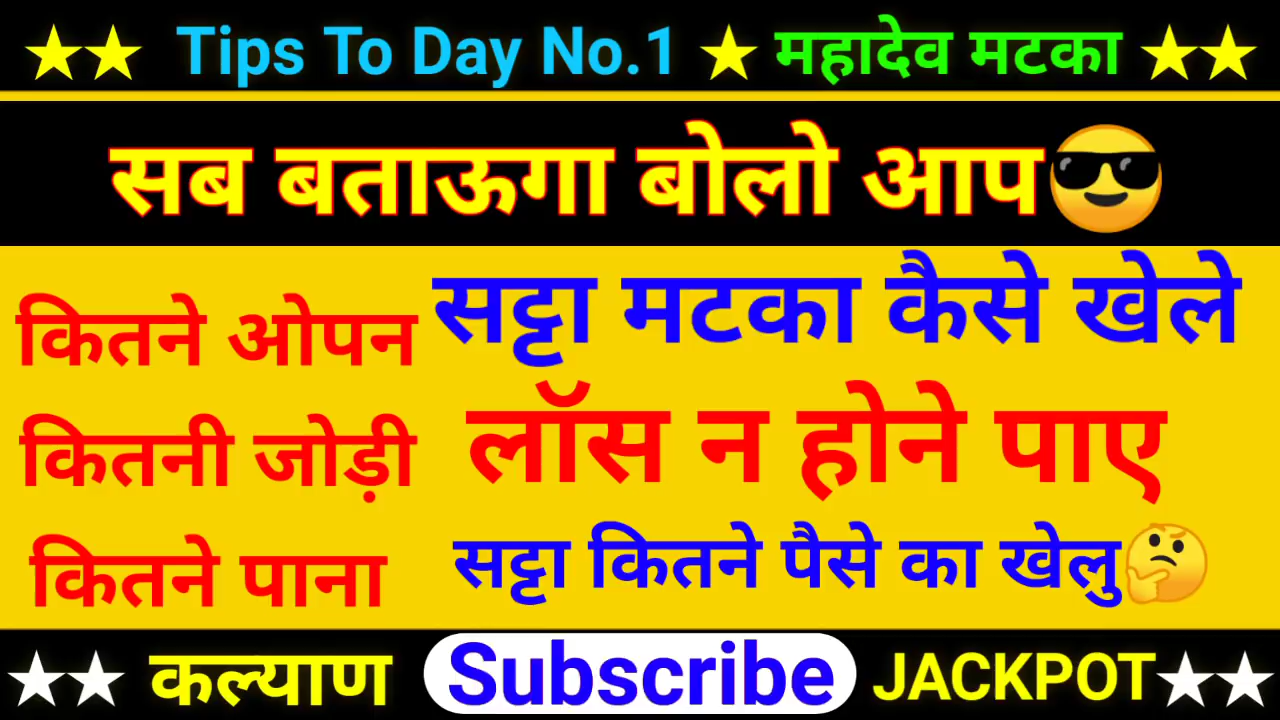 ★★ Tips To Day No.1 ★ महादेव मटका ★★
सब बताऊगा बोलो आप😎
कितने ओपन
कितनी जोड़ी
कितने पाना
सट्टा मटका कैसे खेले
लॉस न होने पाए
सट्टा कितने पैसे का खेलु🤔
★★ कल्याण Subscribe JACKPOT★★